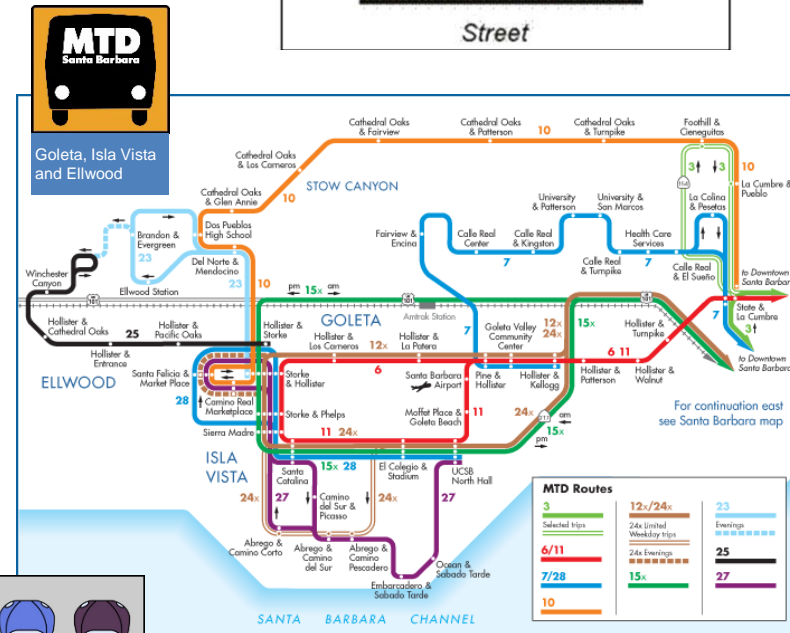 Street
MTD
Santa Barbara
Goleta, Isla Vista
and Ellwood
Cathedral Oaks
& Fairview
Cathedral Oaks
& Patterson
10
Cathedral Oaks
& Turnpike
Foothill &
Cieneguitas
Cathedral Oaks
& Los Carneros
10
STOW CANYON
3
3
10
La Cumbre &
Pueblo
154
Cathedral Oaks
& Glen Annie
Dos Pueblos
High School
University
& Patterson
University &
San Marcos
La Colina
& Pesetas
Brandon &
Evergreen
23
Fairview &
Encina
Calle Real
Center
Calle Real
& Kingston
Health Care
Services
7
Calle Real
& Turnpike
7
Calle Real
& El Sueño
Del Norte &
Mendocino
Winchester
Canyon
Ellwood Station
23
10
to Downtown
Santa Barbar
pm
15x
am
101
101
101
Amtrak Station
State &
La Cumbre
7
3
Hollister &
Cathedral Oaks
25
Hollister &
Pacific Oaks
Hollister &
Storke
GOLETA
Hollister &
Los Carneros
12x
Hollister &
La Patera
7
Goleta Valley
Community
Center
12x
24x
15x
Hollister &
Turnpike
Hollister &
Entrance
6
6 11
to Downtown
Santa Barbar
ELLWOOD
Santa Felicia &
Market Place
Storke
& Hollister
Santa Barbara
Airport
Pine &
Hollister
Hollister &
Kellogg
Hollister &
Patterson
Hollister &
Walnut
28
Camino Real
Marketplace
Storke & Phelps
Moffet Place &
Goleta Beach
11
24x
217
am
15x
pm
For continuation east
see Santa Barbara map
Sierra Madre
11 24x
ISLA
VISTA
Santa
Catalina
15x 28
El Colegio &
Stadium
UCSB
North Hall
24x
27
Camino
del Sur &
Picasso
24x
27
Abrego &
Camino Corto
Abrego &
Camino
del Sur
Abrego &
Camino
Pescadero
Ocean &
Sabado Tarde
Embarcadero &
Sabado Tarde
SANTA BARBARA CHANNEL
MTD Routes
3
Selected trips
6/11
7/28
10
12x/24x
24x Limited
Weekday trips
24x Evenings
15x
23
Evenings
25
27